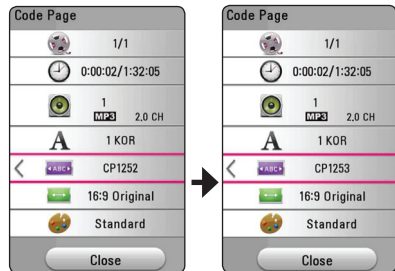 Code Page
1/1
0:00:02/1:32:05
1
MP3 2.0 CH
A 1 KOR
ABC CP1252
16:9 Original
Standard
Close
Code Page
1/1
0:00:02/1:32:05
1
MP3 2.0 CH
A 1 KOR
ABC CP1253
16:9 Original
Standard
Close